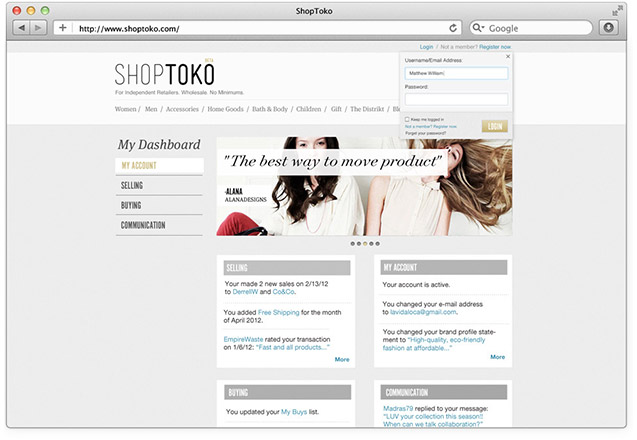 ShopToko
http://www.shoptoko.com/
Google
Login / Not a member? Register now
BETA
SHOPTOKO
For Independent Retailers. Wholesale. No Minimums.
Username/Email Address:
Matthew William
Password:
Keep me logged in
Not a member? Register now
Forgot your password?
LOGIN
Women / Men / Accessories / Home Goods / Bath & Body / Children / Gift / The Distrikt /
My Dashboard
MY ACCOUNT
SELLING
BUYING
COMMUNICATION
"The best way to move product"
-ALANA
ALANADESIGNS
SELLING
Your made 2 new sales on 2/13/12
to DerrellW and Co&Co.
You added Free Shipping for the month
of April 2012.
EmpireWaste rated your transaction
on 1/6/12: “Fast and all products...”
More
MY ACCOUNT
Your account is active.
You changed your e-mail address
to lavidaloca@gmail.com.
You changed your brand profile state-
ment to “High-quality, eco-friendly
fashion at affordable...”
More
BUYING
You updated your My Buys list.
COMMUNICATION
Madras79 replied to your message:
“LUV your collection this season!!
When can we talk collaboration?”